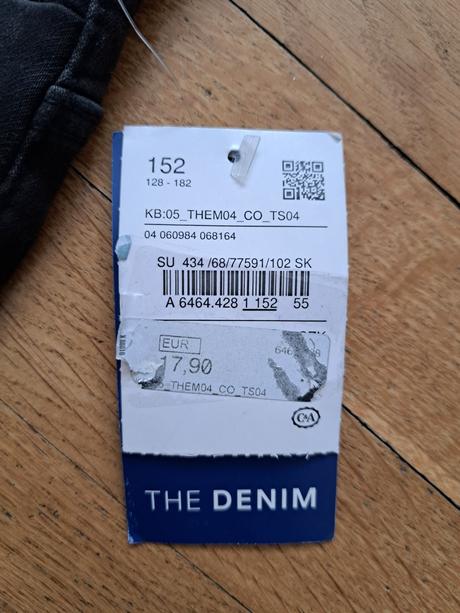 152
128 - 182
KB:05_THEM04_CO_TS04
04 060984 068164
SU 434 /68/77591/102 SK
A 6464.428 1 152 55
EUR
17,90
_THEM04_CO_TS04
C&A
THE DENIM